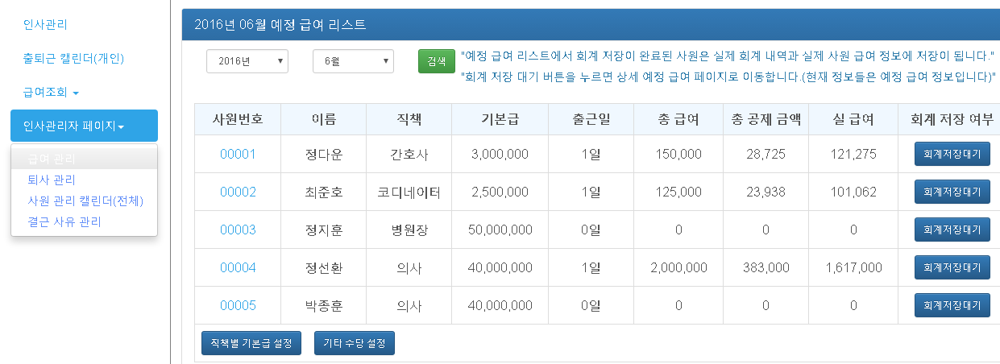 인사관리
출퇴근 캘린더(개인)
급여조회
인사관리자 페이지
급여 관리
퇴사 관리
사원 관리 캘린더(전체)
결근 사유 관리
2016년 06월 예정 급여 리스트
2016년 6월 검색 "예정 급여 리스트에서 회계 저장이 완료된 사원은 실제 회계 내역과 실제 사원 급여 정보에 저장이 됩니다."
"회계 저장 대기 버튼을 누르면 상세 예정 급여 페이지로 이동합니다.(현재 정보들은 예정 급여 정보입니다)"
사원번호 이름 직책 기본급 출근일 총 급여 총 공제 금액 실 급여 회계 저장 여부
00001 정다운 간호사 3,000,000 1일 150,000 28,725 121,275 회계저장대기
00002 최준호 코디네이터 2,500,000 1일 125,000 23,938 101,062 회계저장대기
00003 정지훈 병원장 50,000,000 0일 0 0 0 회계저장대기
00004 정선환 의사 40,000,000 1일 2,000,000 383,000 1,617,000 회계저장대기
00005 박종훈 의사 40,000,000 0일 0 0 0 회계저장대기
직책별 기본급 설정 기타 수당 설정